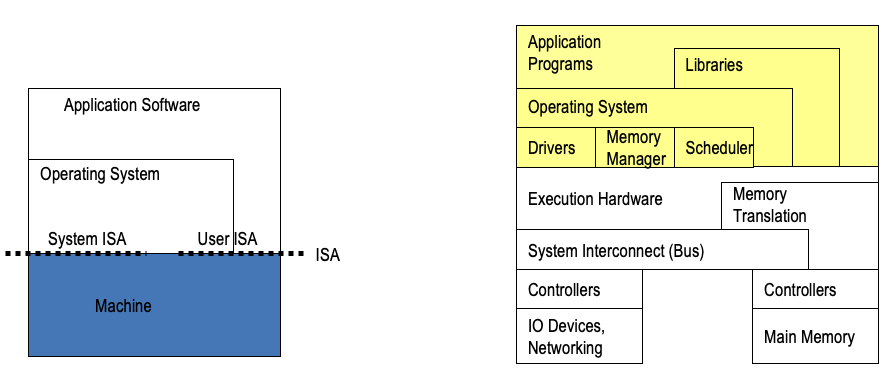 Application Software
Operating System
System ISA
User ISA
ISA
Machine
Application
Programs
Libraries
Operating System
Drivers
Memory
Manager
Scheduler
Execution Hardware
Memory
Translation
System Interconnect (Bus)
Controllers
Controllers
IO Devices,
Networking
Main Memory